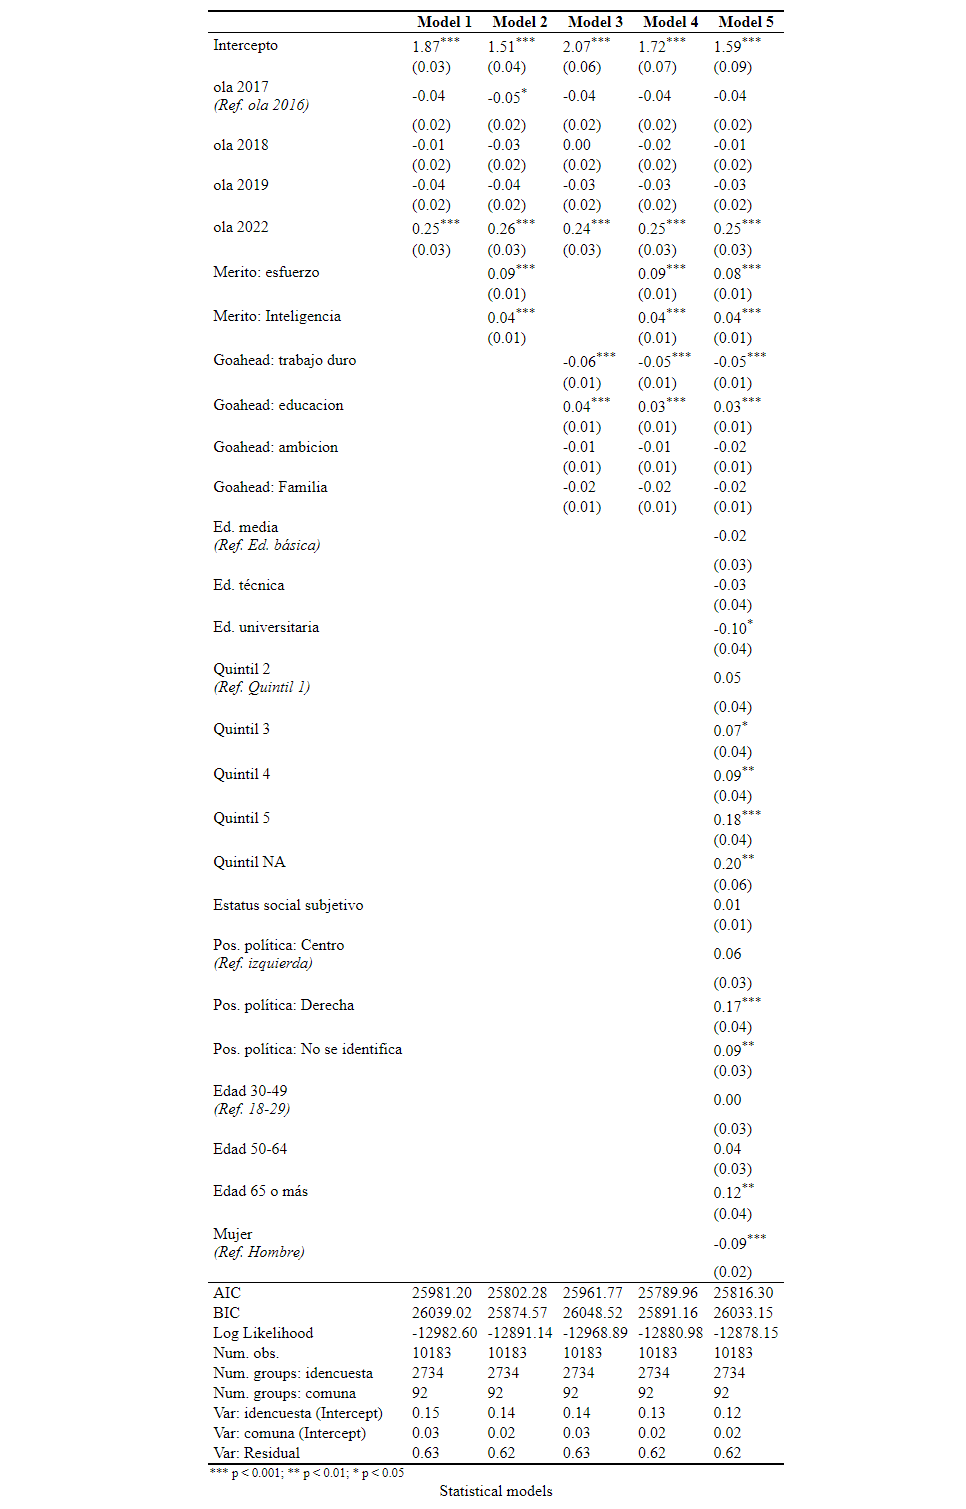 Model 1 Model 2 Model 3 Model 4 Model 5
Intercepto 1.87*** 1.51*** 2.07*** 1.72*** 1.59***
(0.03) (0.04) (0.06) (0.07) (0.09)
ola 2017
(Ref. ola 2016) -0.04 -0.05* -0.04 -0.04 -0.04
(0.02) (0.02) (0.02) (0.02) (0.02)
ola 2018 -0.01 -0.03 0.00 -0.02 -0.01
(0.02) (0.02) (0.02) (0.02) (0.02)
ola 2019 -0.04 -0.04 -0.03 -0.03 -0.03
(0.02) (0.02) (0.02) (0.02) (0.02)
ola 2022 0.25*** 0.26*** 0.24*** 0.25*** 0.25***
(0.03) (0.03) (0.03) (0.03) (0.03)
Merito: esfuerzo 0.09*** 0.09*** 0.08***
(0.01) (0.01) (0.01)
Merito: Inteligencia 0.04*** 0.04*** 0.04***
(0.01) (0.01) (0.01)
Goahead: trabajo duro -0.06*** -0.05*** -0.05***
(0.01) (0.01) (0.01)
Goahead: educacion 0.04*** 0.03*** 0.03***
(0.01) (0.01) (0.01)
Goahead: ambicion -0.01 -0.01 -0.02
(0.01) (0.01) (0.01)
Goahead: Familia -0.02 -0.02 -0.02
(0.01) (0.01) (0.01)
Ed. media
(Ref. Ed. básica) -0.02
(0.03)
Ed. técnica -0.03
(0.04)
Ed. universitaria -0.10*
(0.04)
Quintil 2
(Ref. Quintil 1) 0.05
(0.04)
Quintil 3 0.07*
(0.04)
Quintil 4 0.09**
(0.04)
Quintil 5 0.18***
(0.04)
Quintil NA 0.20**
(0.06)
Estatus social subjetivo 0.01
(0.01)
Pos. política: Centro
(Ref. izquierda) 0.06
(0.03)
Pos. política: Derecha 0.17***
(0.04)
Pos. política: No se identifica 0.09**
(0.03)
Edad 30-49
(Ref. 18-29) 0.00
(0.03)
Edad 50-64 0.04
(0.03)
Edad 65 o más 0.12**
(0.04)
Mujer
(Ref. Hombre) -0.09***
(0.02)
AIC 25981.20 25802.28 25961.77 25789.96 25816.30
BIC 26039.02 25874.57 26048.52 25891.16 26033.15
Log Likelihood -12982.60 -12891.14 -12968.89 -12880.98 -12878.15
Num. obs. 10183 10183 10183 10183 10183
Num. groups: idencuesta 2734 2734 2734 2734 2734
Num. groups: comuna 92 92 92 92 92
Var: idencuesta (Intercept) 0.15 0.14 0.14 0.13 0.12
Var: comuna (Intercept) 0.03 0.02 0.03 0.02 0.02
Var: Residual 0.63 0.62 0.63 0.62 0.62
*** p < 0.001; ** p < 0.01; * p < 0.05
Statistical models